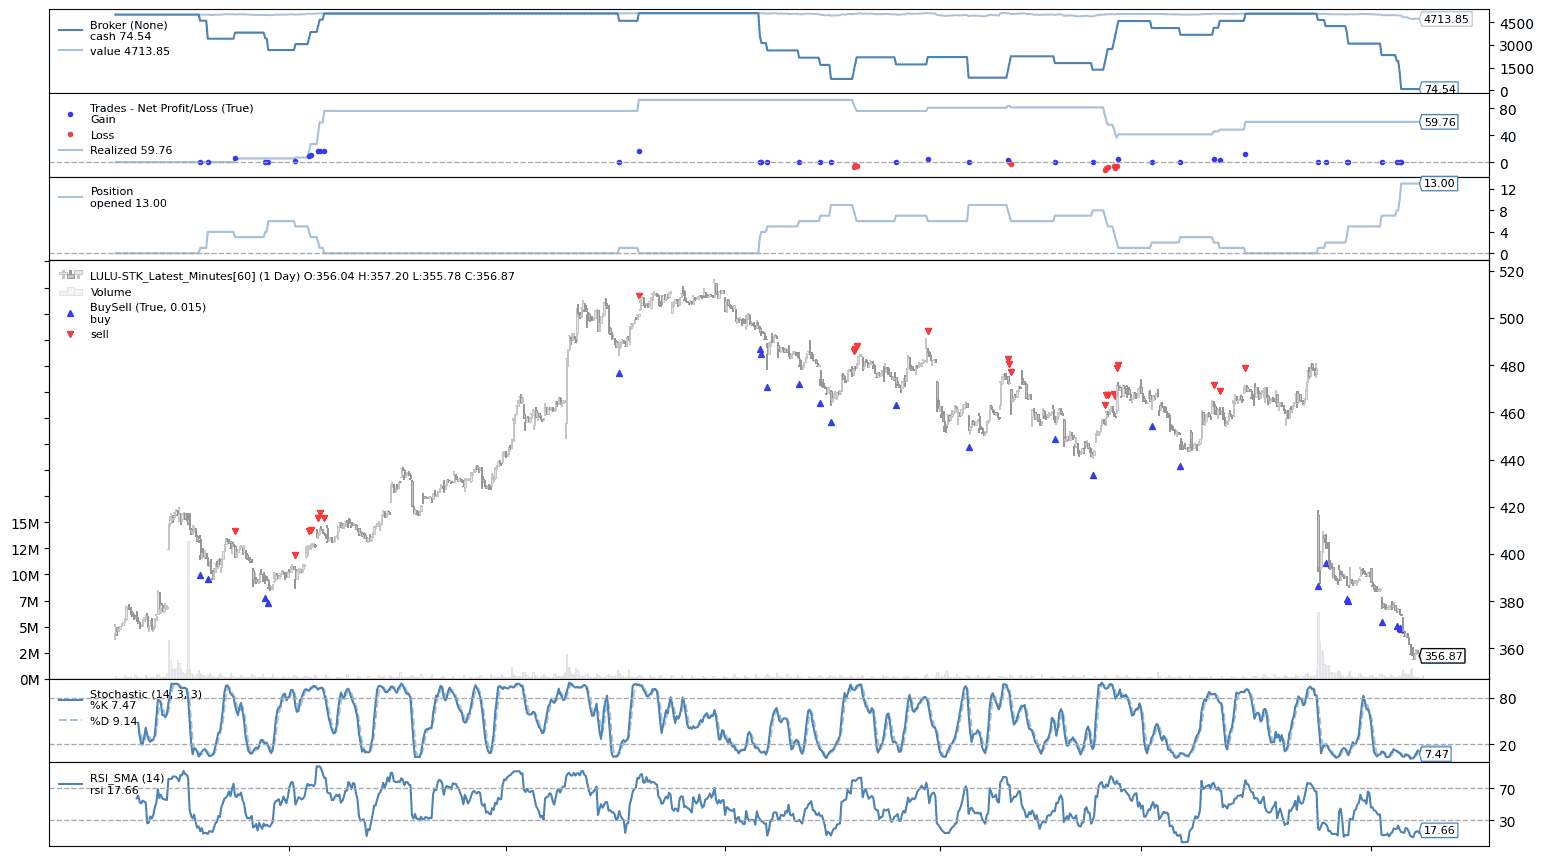 Broker (None)
cash 74.54
value 4713.85
4713.85
4500
3000
1500
74.54
0
Trades - Net Profit/Loss (True)
Gain
Loss
Realized 59.76
80
59.76
40
0
Position
opened 13.00
13.00
12
8
4
0
LULU-STK_Latest_Minutes[60] (1 Day) O:356.04 H:357.20 L:355.78 C:356.87
Volume
BuySell (True, 0.015)
buy
sell
520
500
480
460
440
420
400
380
360
356.87
15M
12M
10M
7M
5M
2M
0M
Stochastic (14, 3, 3)
%K 7.47
%D 9.14
80
20
7.47
RSI_SMA (14)
rsi 17.66
70
30
17.66